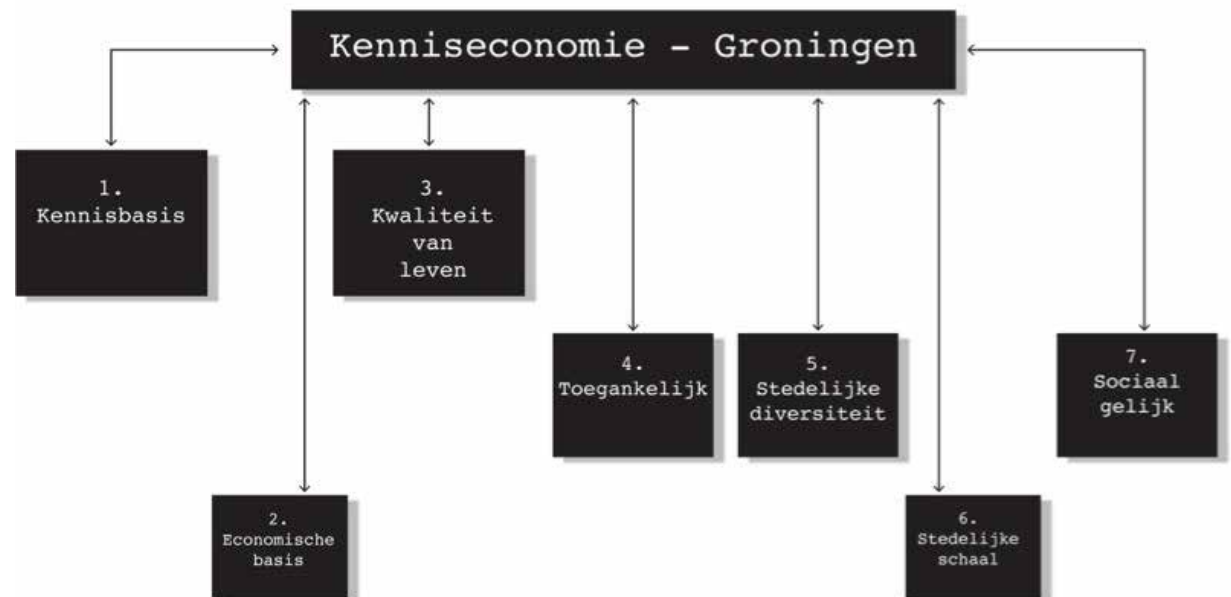 Kenniseconomie - Groningen
1.
Kennisbasis
3.
Kwaliteit
van
leven
4.
Toegankelijk
5.
Stedelijke
diversiteit
7.
Sociaal
gelijk
2.
Economische
basis
6.
Stedelijke
schaal